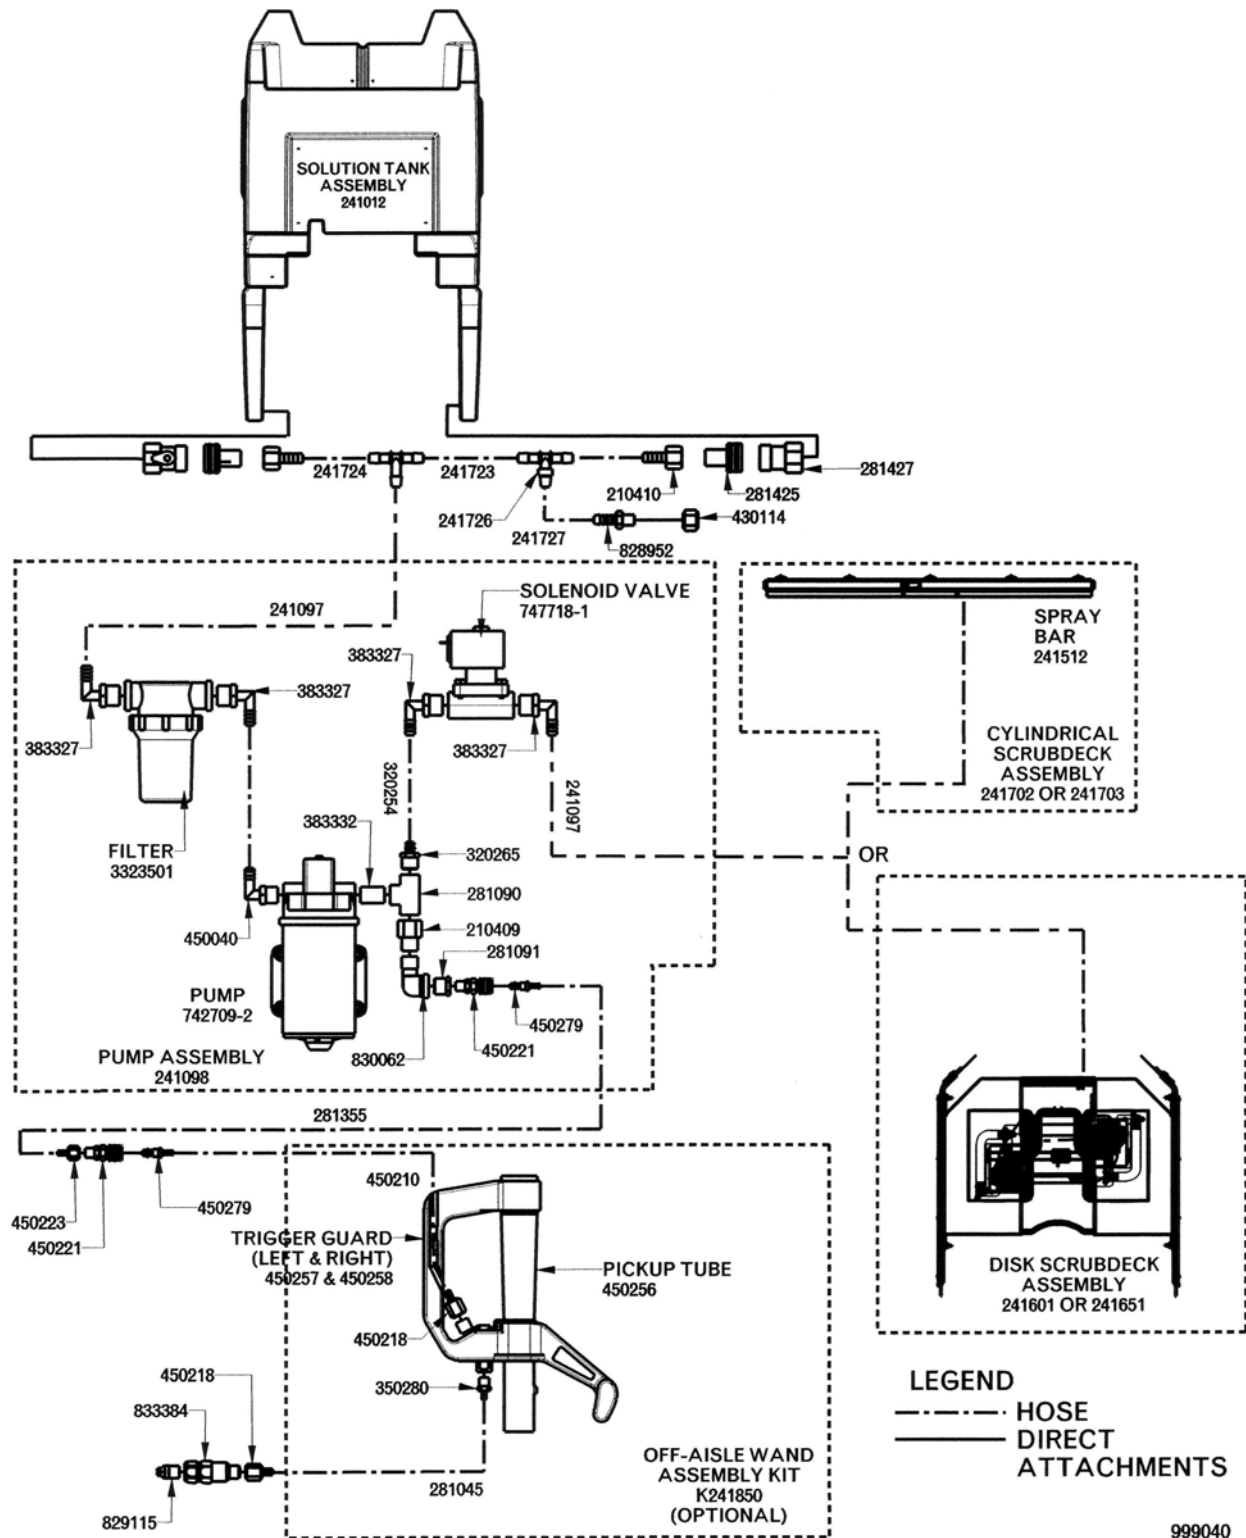 SOLUTION TANK
ASSEMBLY
241012
241724
241723
241726
241727
210410
281425
281427
430114
828952
SOLENOID VALVE
747718-1
241097
383327
383327
383327
383327
320254
241097
SPRAY
BAR
241512
CYLINDRICAL
SCRUBDECK
ASSEMBLY
241702 OR 241703
FILTER
3323501
383332
320265
281090
OR
210409
281091
450040
PUMP
742709-2
450279
450221
830062
PUMP ASSEMBLY
241098
281355
450223
450221
450279
450210
TRIGGER GUARD
(LEFT & RIGHT)
450257 & 450258
PICKUP TUBE
450256
450218
DISK SCRUBDECK
ASSEMBLY
241601 OR 241651
450218
833384
350280
829115
281045
OFF-AISLE WAND
ASSEMBLY KIT
K241850
(OPTIONAL)
LEGEND
HOSE
DIRECT
ATTACHMENTS
999040